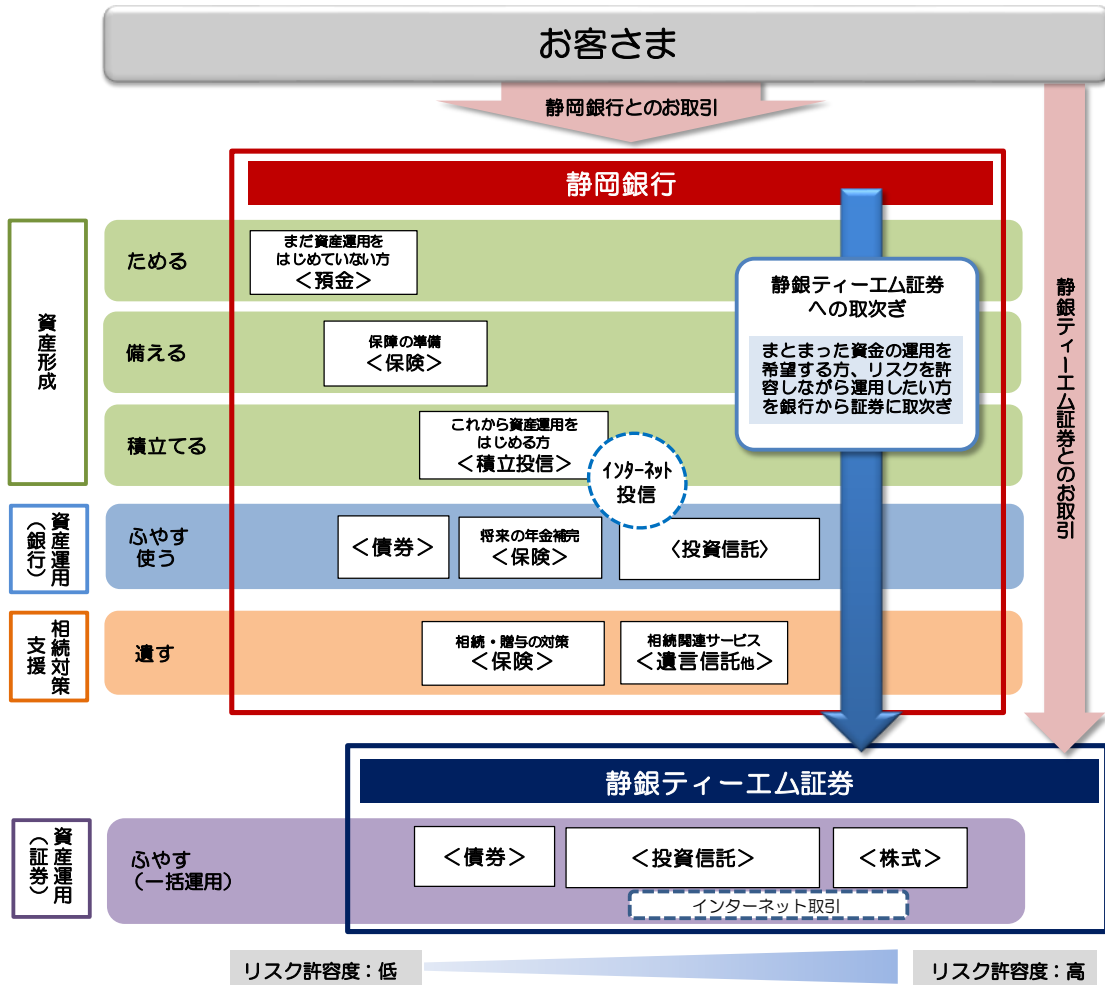 お客さま
静岡銀行とのお取引
静岡銀行
資産形成
ためる
まだ資産運用を
はじめていない方
＜預金＞
備える
保障の準備
＜保険＞
積立てる
これから資産運用を
はじめる方
＜積立投信＞
インターネット
投信
静銀ティーエム証券
への取次ぎ
まとまった資金の運用を
希望する方、リスクを許
容しながら運用したい方
を銀行から証券に取次ぎ
静銀ティーエム証券とのお取引
資産運用
（銀行）
ふやす
使う
＜債券＞
将来の年金補完
＜保険＞
〈投資信託〉
相続対策
支援
遺す
相続・贈与の対策
＜保険＞
相続関連サービス
＜遺言信託他＞
静銀ティーエム証券
資産運用
（証券）
ふやす
（一括運用）
＜債券＞
＜投資信託＞
＜株式＞
インターネット取引
リスク許容度：低
リスク許容度：高